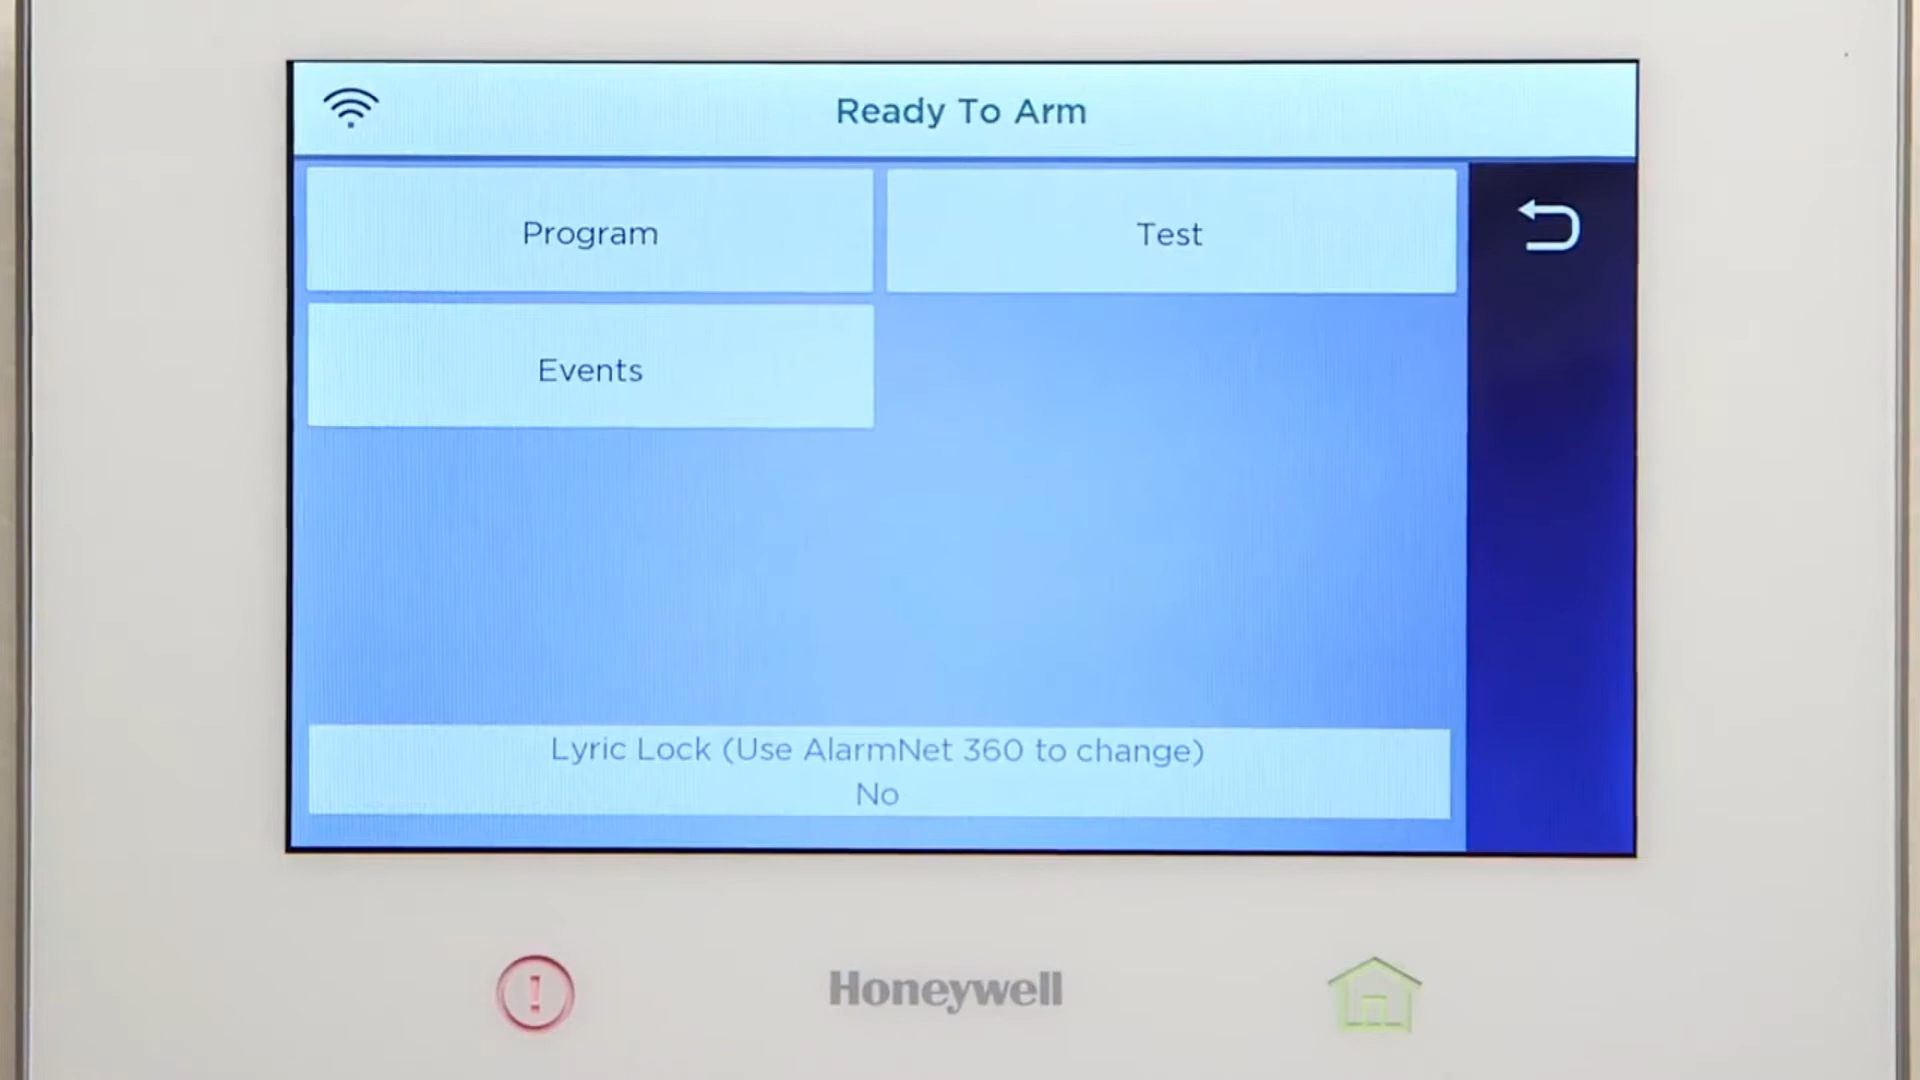 Ready To Arm
Program
Test
Events
Lyric Lock (Use AlarmNet 360 to change)
No
Honeywell